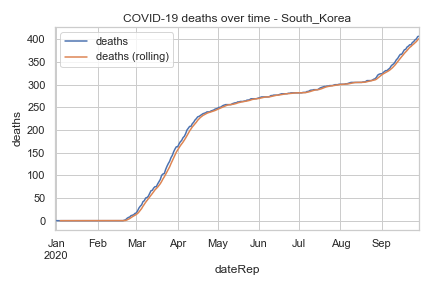 COVID-19 deaths over time - South_Korea
deaths
deaths (rolling)
400
350
300
250
200
150
100
50
0
deaths
Jan Feb Mar Apr May Jun Jul Aug Sep
2020
dateRep